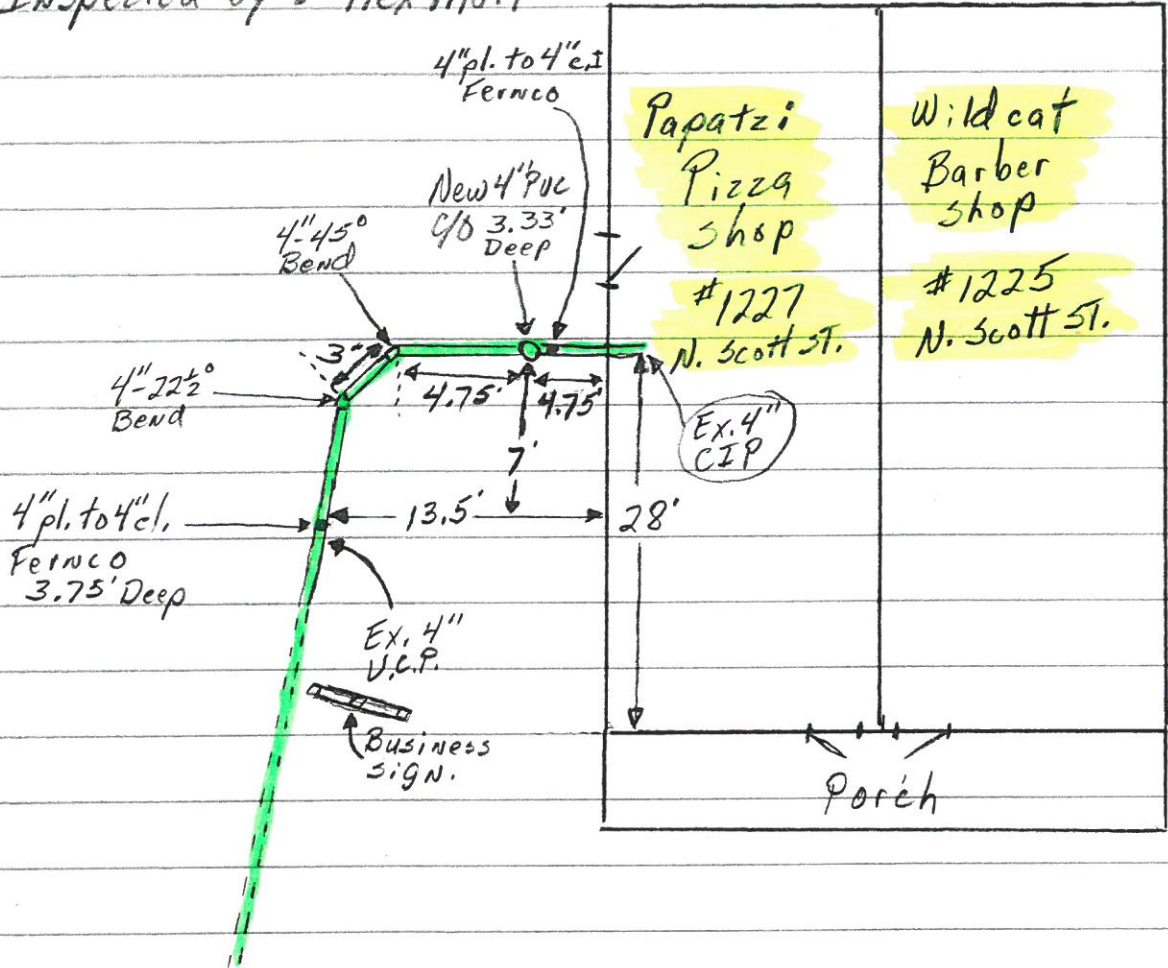 Inspected by
4"pl. to 4"c.I
Fernco
Papatzi
Pizza
shop
#1227
N. Scott ST.
Wildcat
Barber
shop
#1225
N. Scott ST.
New 4" PVC
C/O 3.33'
Deep
4"-45°
Bend
3'
4"-22½°
Bend
4.75'
4.75'
Ex. 4"
CIP
7'
13.5'
28'
4"pl. to 4"cl.
Fernco
3.75' Deep
Ex. 4"
V.C.P.
Business
sign.
Porch